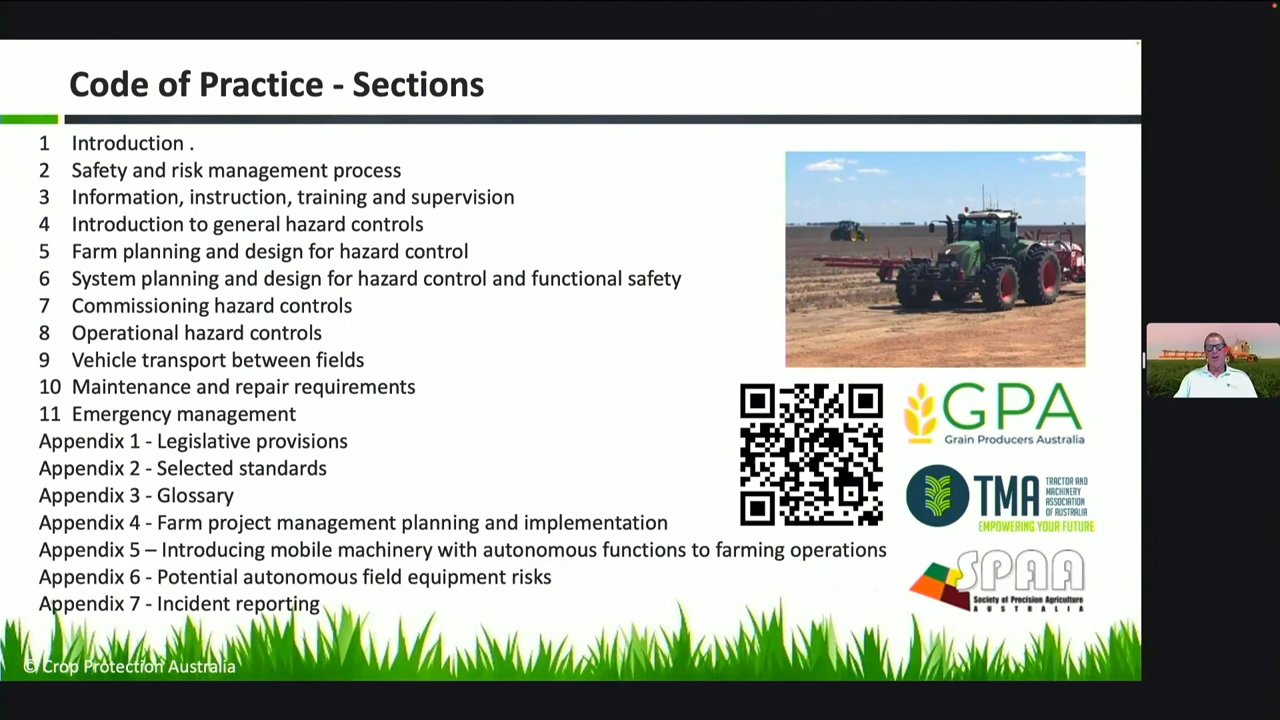 Code of Practice - Sections
1 Introduction .
2 Safety and risk management process
3 Information, instruction, training and supervision
4 Introduction to general hazard controls
5 Farm planning and design for hazard control
6 System planning and design for hazard control and functional safety
7 Commissioning hazard controls
8 Operational hazard controls
9 Vehicle transport between fields
10 Maintenance and repair requirements
11 Emergency management
Appendix 1 - Legislative provisions
Appendix 2 - Selected standards
Appendix 3 - Glossary
Appendix 4 - Farm project management planning and implementation
Appendix 5 – Introducing mobile machinery with autonomous functions to farming operations
Appendix 6 - Potential autonomous field equipment risks
Appendix 7 - Incident reporting
GPA
Grain Producers Australia
TMA
TRACTOR AND
MACHINERY
ASSOCIATION
OF AUSTRALIA
EMPOWERING YOUR FUTURE
SPAA
Society of Precision Agriculture
AUSTRALIA
© Crop Protection Australia